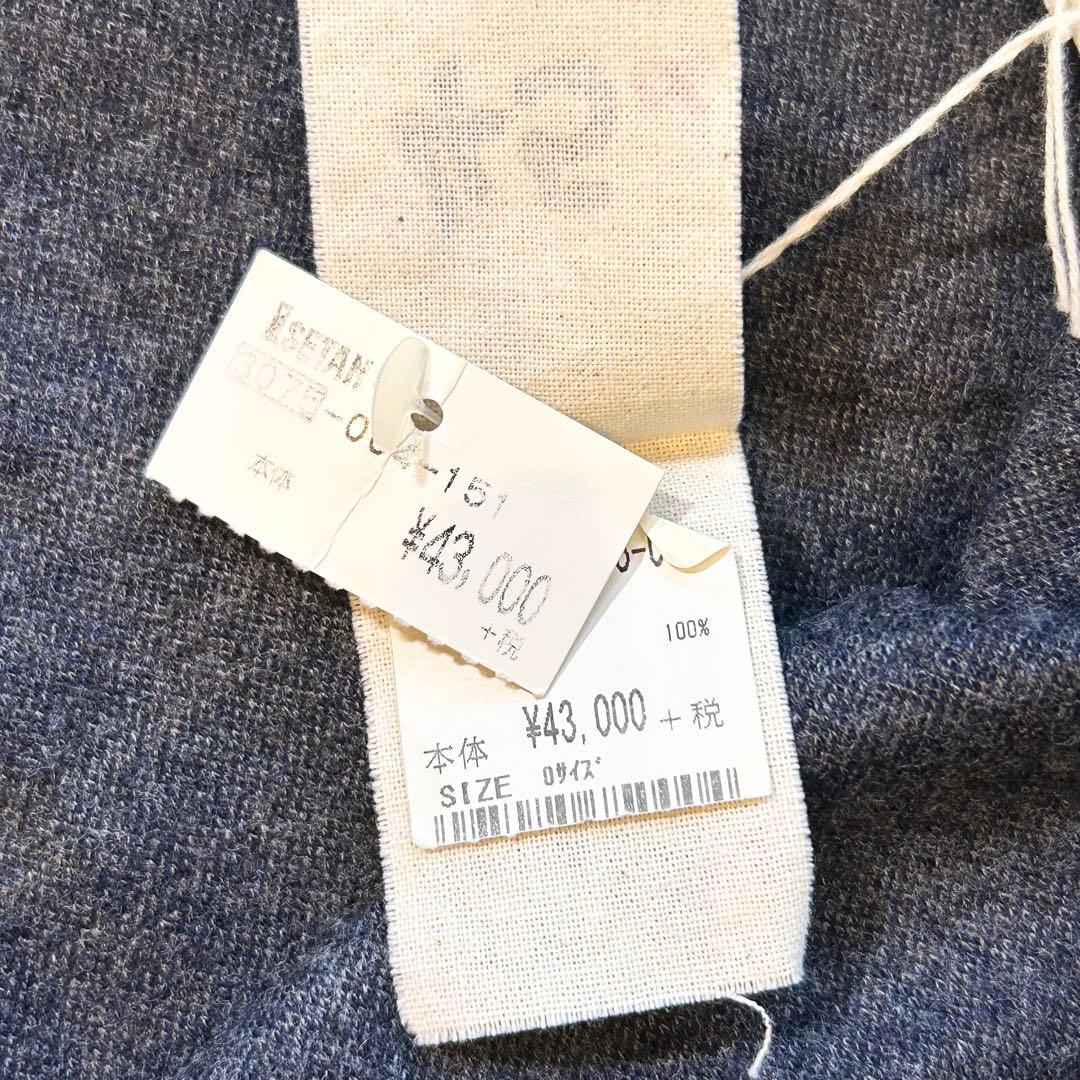 ISETAN
本体
-151
¥43,000
+税
100%
本体 ¥43,000 +税
SIZE 0サイズ